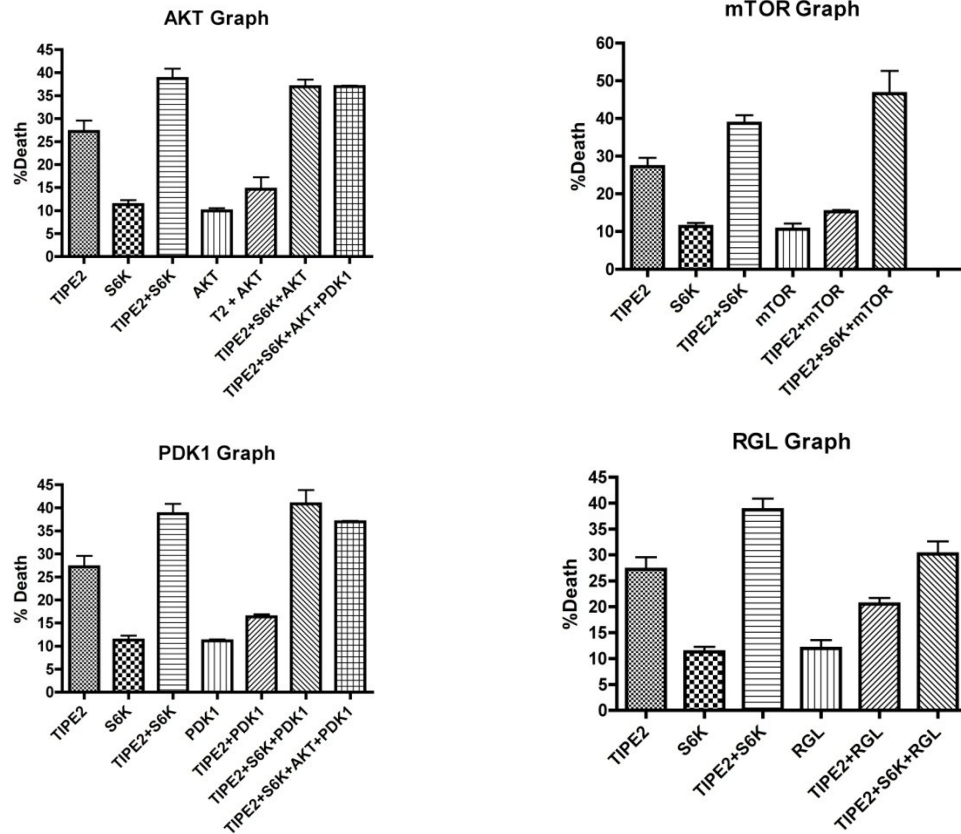 AKT Graph
%Death
45
40
35
30
25
20
15
10
5
0
TIPE2
S6K
TIPE2+S6K
AKT
T2 + AKT
TIPE2+S6K+AKT
TIPE2+S6K+AKT+PDK1
mTOR Graph
%Death
60
50
40
30
20
10
0
TIPE2
S6K
TIPE2+S6K
mTOR
TIPE2+mTOR
TIPE2+S6K+mTOR
PDK1 Graph
% Death
45
40
35
30
25
20
15
10
5
0
TIPE2
S6K
TIPE2+S6K
PDK1
TIPE2+PDK1
TIPE2+S6K+PDK1
TIPE2+S6K+AKT+PDK1
RGL Graph
%Death
45
40
35
30
25
20
15
10
5
0
TIPE2
S6K
TIPE2+S6K
RGL
TIPE2+RGL
TIPE2+S6K+RGL